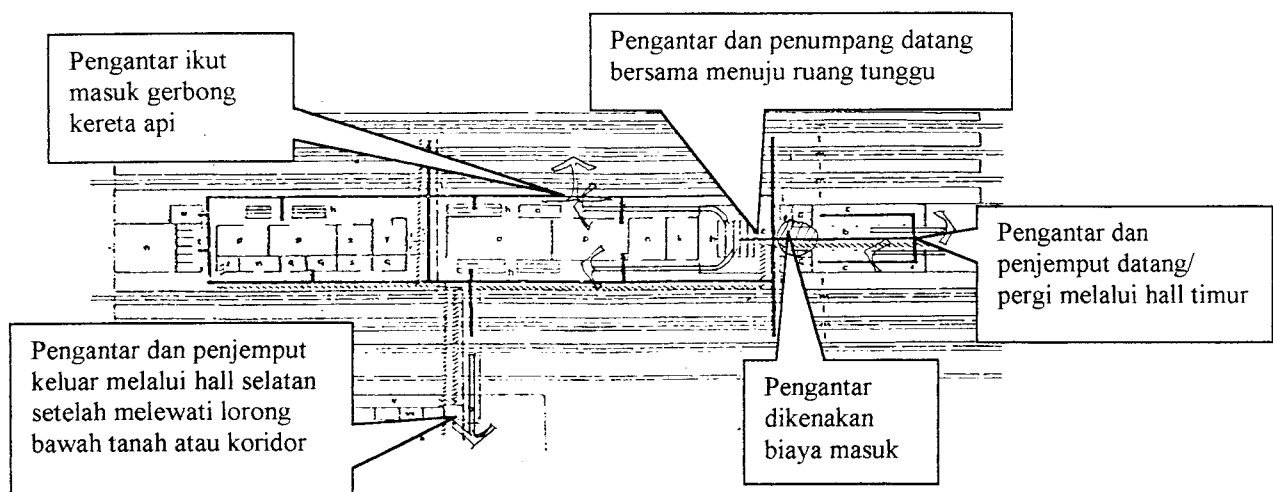 Pengantar ikut
masuk gerbong
kereta api
Pengantar dan penumpang datang
bersama menuju ruang tunggu
Pengantar dan
penjemput datang/
pergi melalui hall timur
Pengantar dan penjemput
keluar melalui hall selatan
setelah melewati lorong
bawah tanah atau koridor
Pengantar
dikenakan
biaya masuk